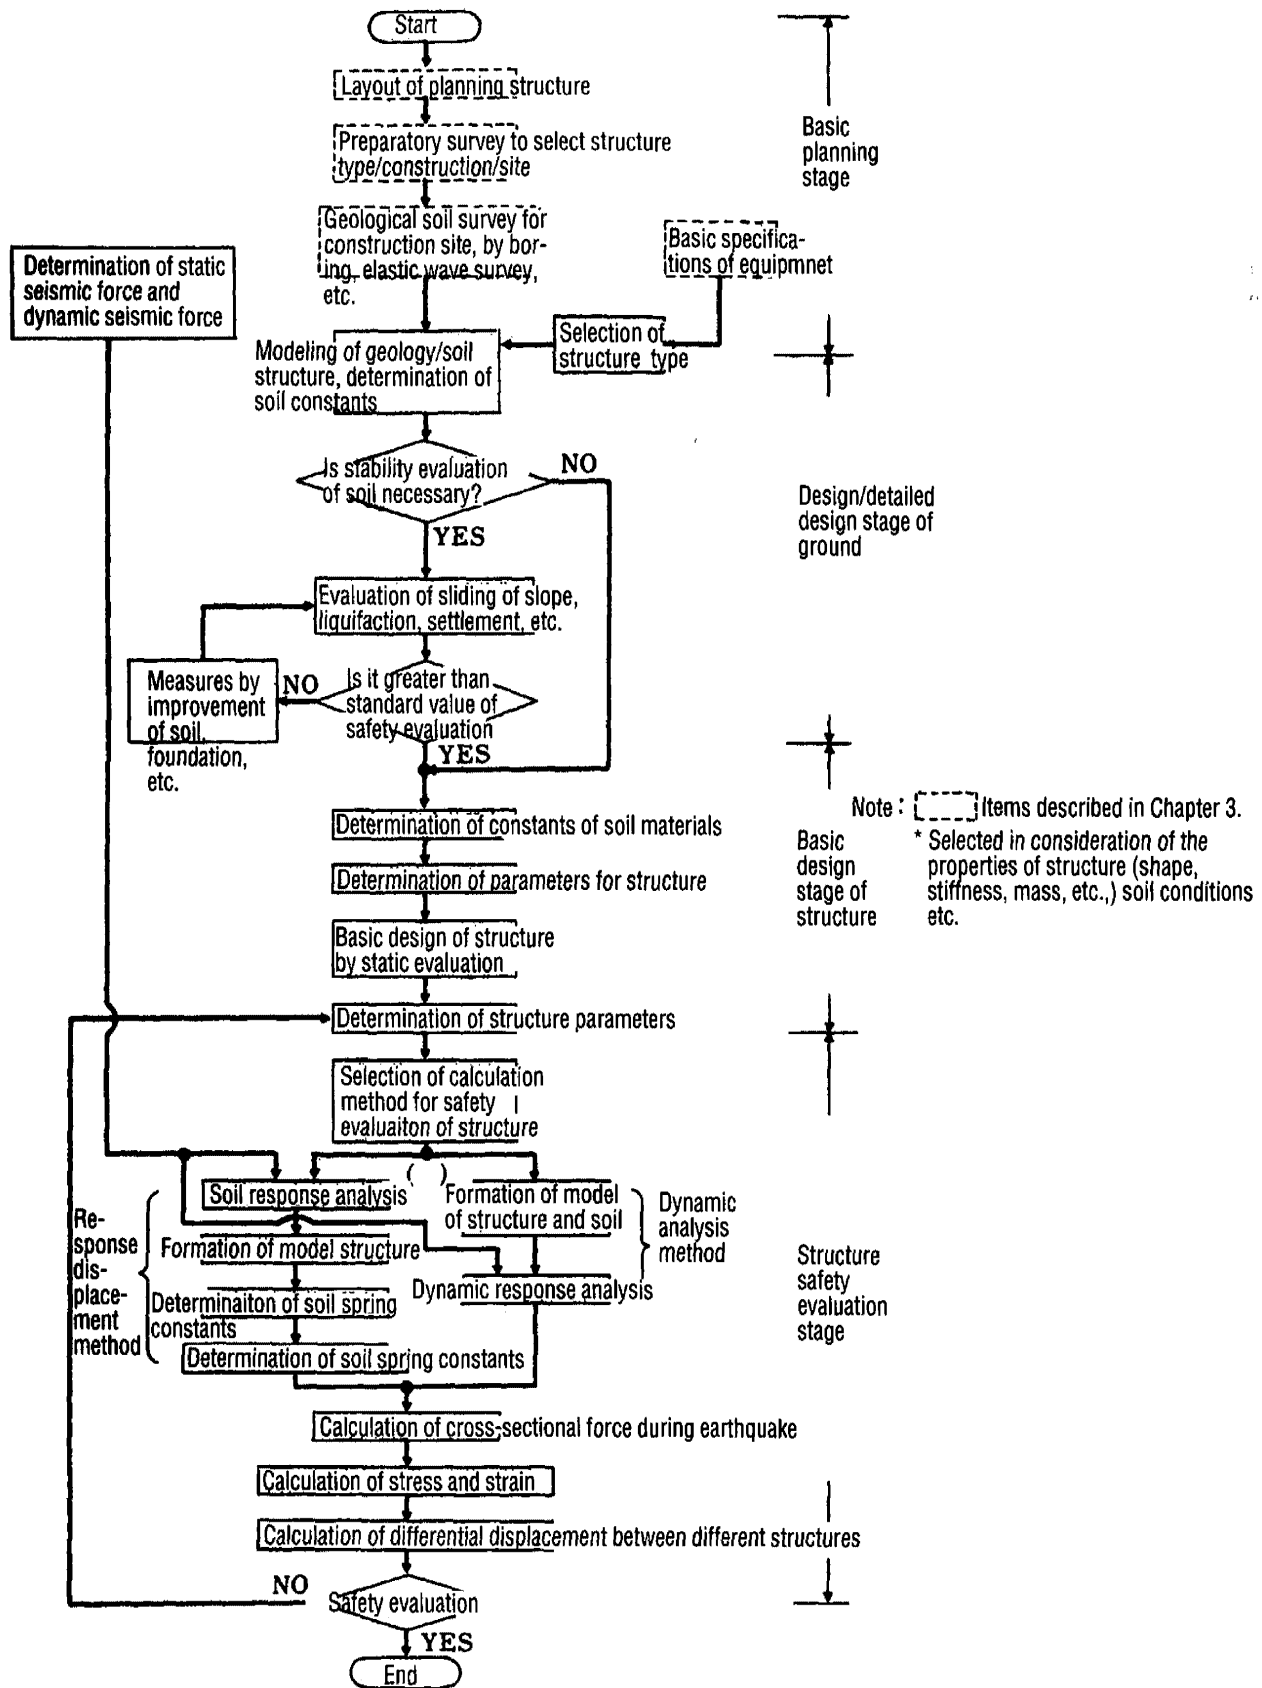 Start
Layout of planning structure
Preparatory survey to select structure
type/construction/site
Basic
planning
stage
Geological soil survey for
construction site, by bor-
ing, elastic wave survey,
etc.
Basic specifica-
tions of equipmnet
Determination of static
seismic force and
dynamic seismic force
Selection of
structure type
Modeling of geology/soil
structure, determination of
soil constants
Is stability evaluation
of soil necessary?
NO
YES
Design/detailed
design stage of
ground
Evaluation of sliding of slope,
liquifaction, settlement, etc.
Is it greater than
standard value of
safety evaluation
NO
Measures by
improvement
of soil,
foundation,
etc.
YES
Determination of constants of soil materials
Determination of parameters for structure
Basic design of structure
by static evaluation
Basic
design
stage of
structure
Note : Items described in Chapter 3.
* Selected in consideration of the
properties of structure (shape,
stiffness, mass, etc.,) soil conditions
etc.
Determination of structure parameters
Selection of calculation
method for safety
evaluaiton of structure
( )
Re-
sponse
dis-
place-
ment
method
Soil response analysis
Formation of model structure
Determinaiton of soil spring
constants
Determination of soil spring constants
Formation of model
of structure and soil
Dynamic response analysis
Dynamic
analysis
method
Structure
safety
evaluation
stage
Calculation of cross-sectional force during earthquake
Calculation of stress and strain
Calculation of differential displacement between different structures
NO
Safety evaluation
YES
End